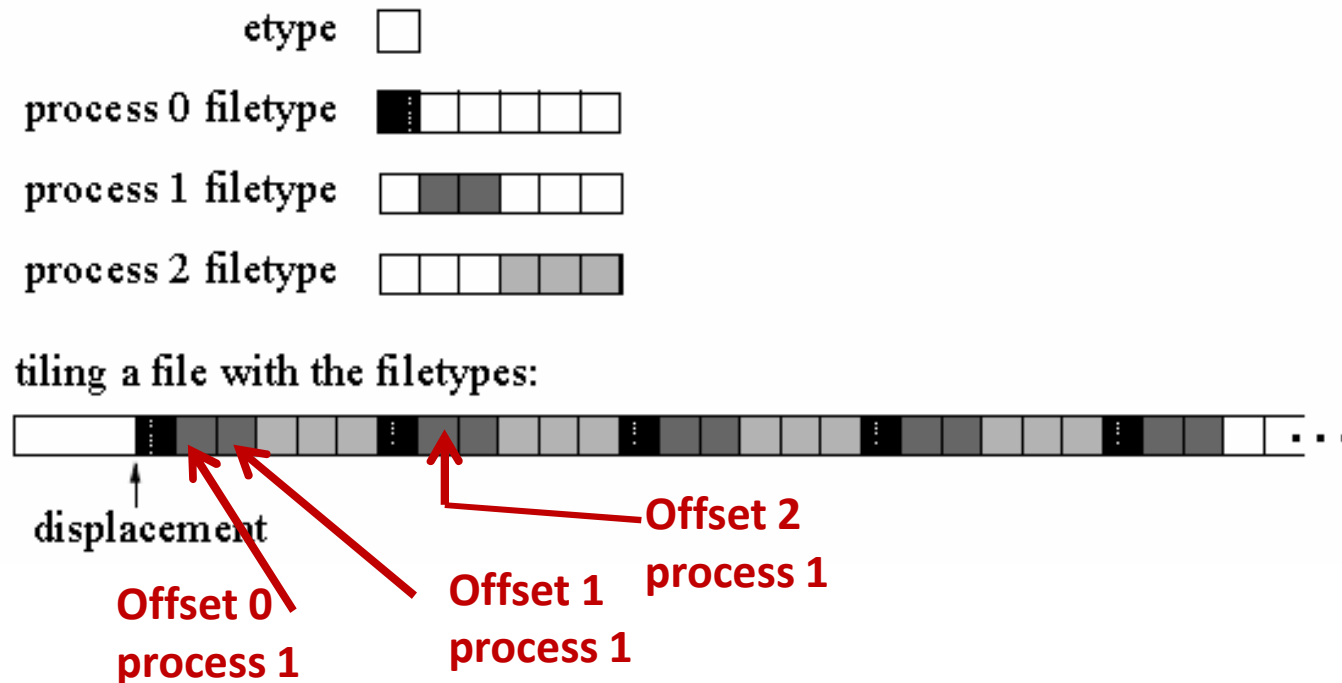 etype
process 0 filetype
process 1 filetype
process 2 filetype
tiling a file with the filetypes:
...
displacement
Offset 2
process 1
Offset 0
process 1
Offset 1
process 1